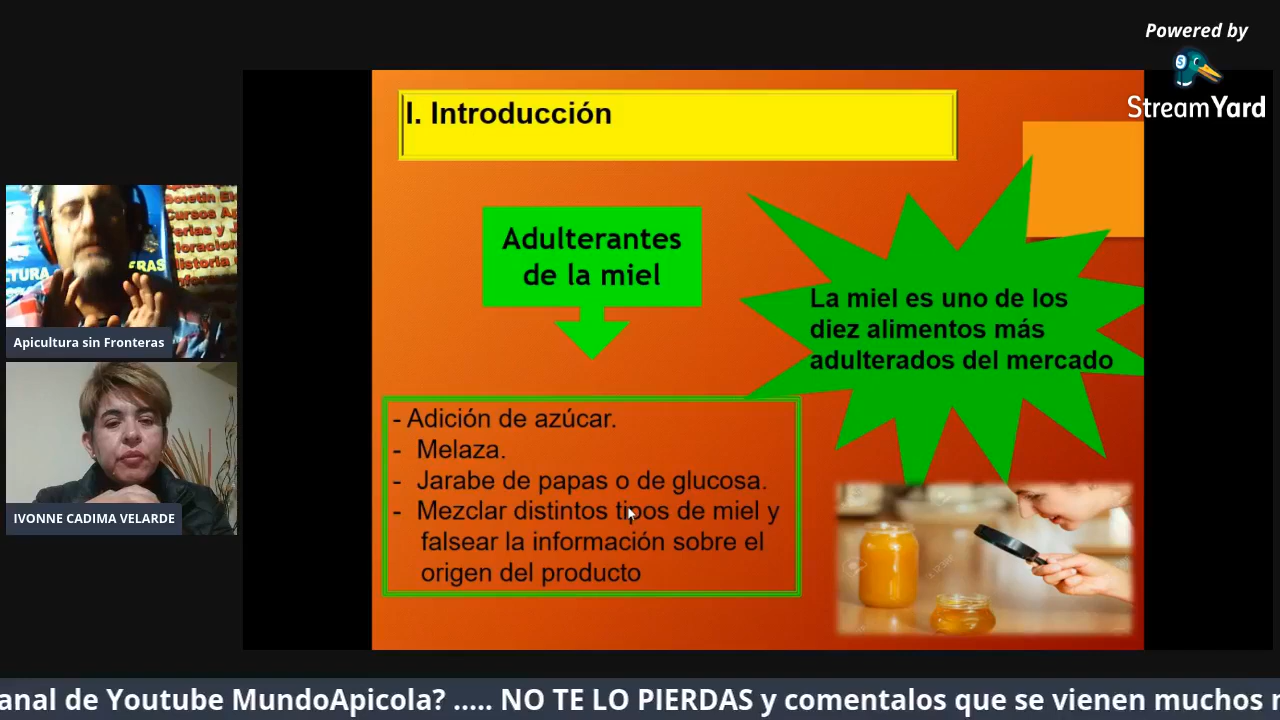 Powered by
StreamYard
I. Introducción
Adulterantes
de la miel
La miel es uno de los
diez alimentos más
adulterados del mercado
- Adición de azúcar.
- Melaza.
- Jarabe de papas o de glucosa.
- Mezclar distintos tipos de miel y
falsear la información sobre el
origen del producto
Apicultura sin Fronteras
IVONNE CADIMA VELARDE
anal de Youtube MundoApicola? ..... NO TE LO PIERDAS y comentalos que se vienen muchos